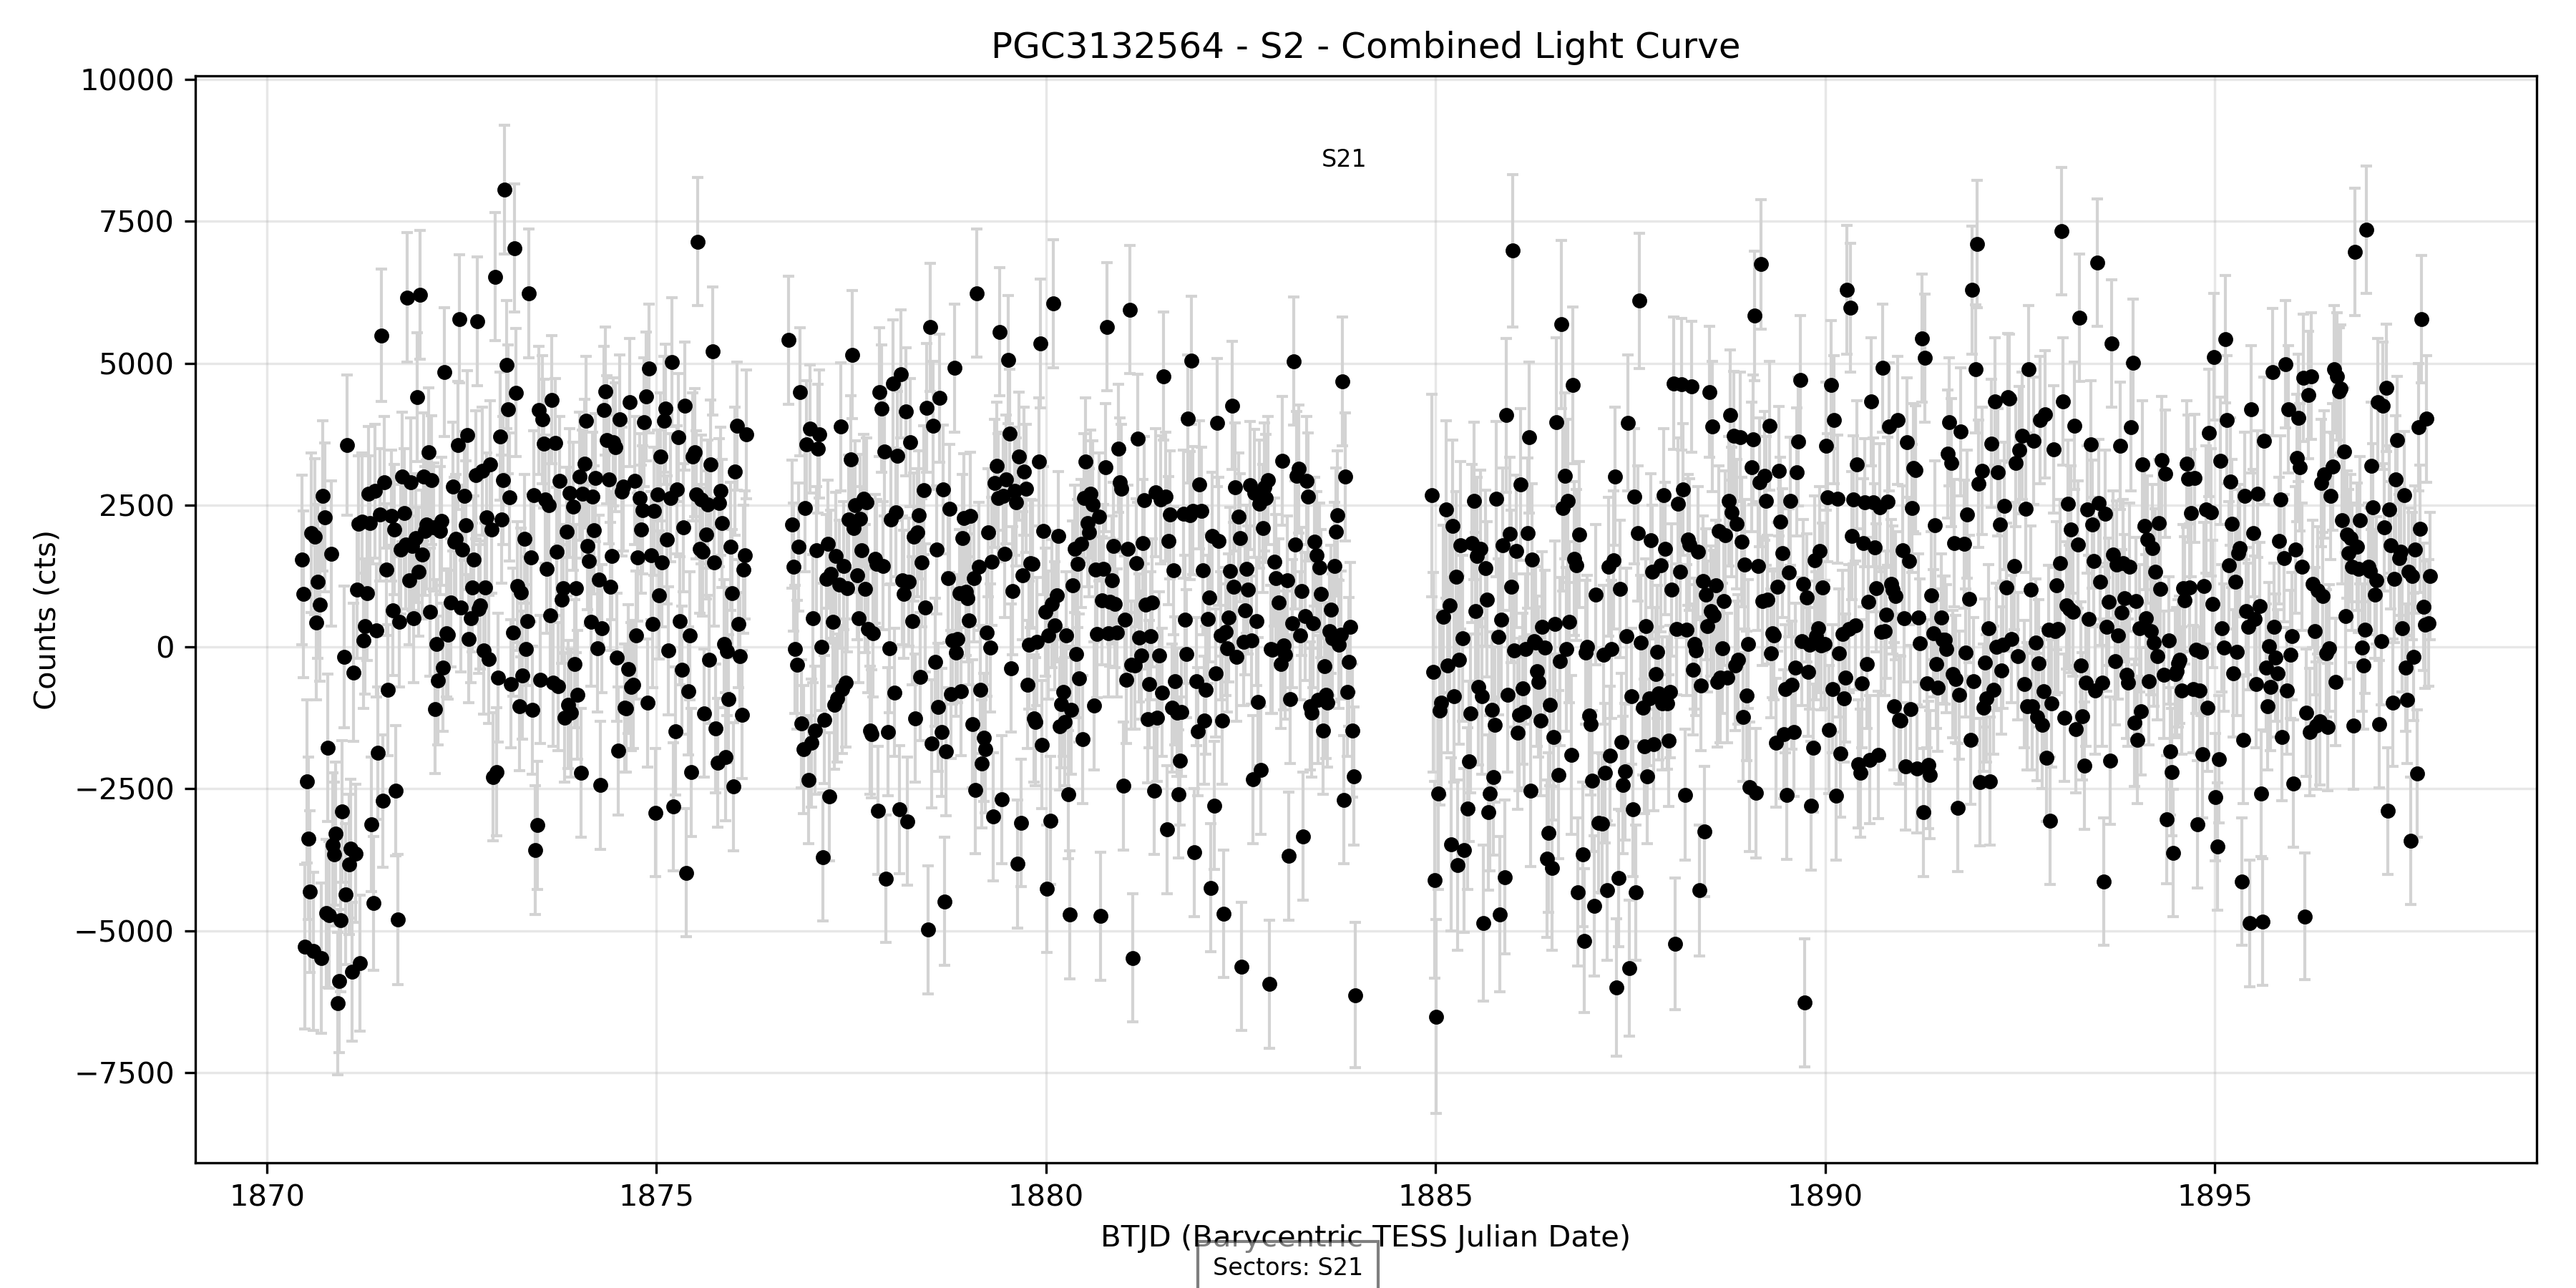 PGC3132564 - S2 - Combined Light Curve
10000
7500
5000
2500
0
−2500
−5000
−7500
Counts (cts)
S21
1870 1875 1880 1885 1890 1895
BTJD (Barycentric TESS Julian Date)
Sectors: S21